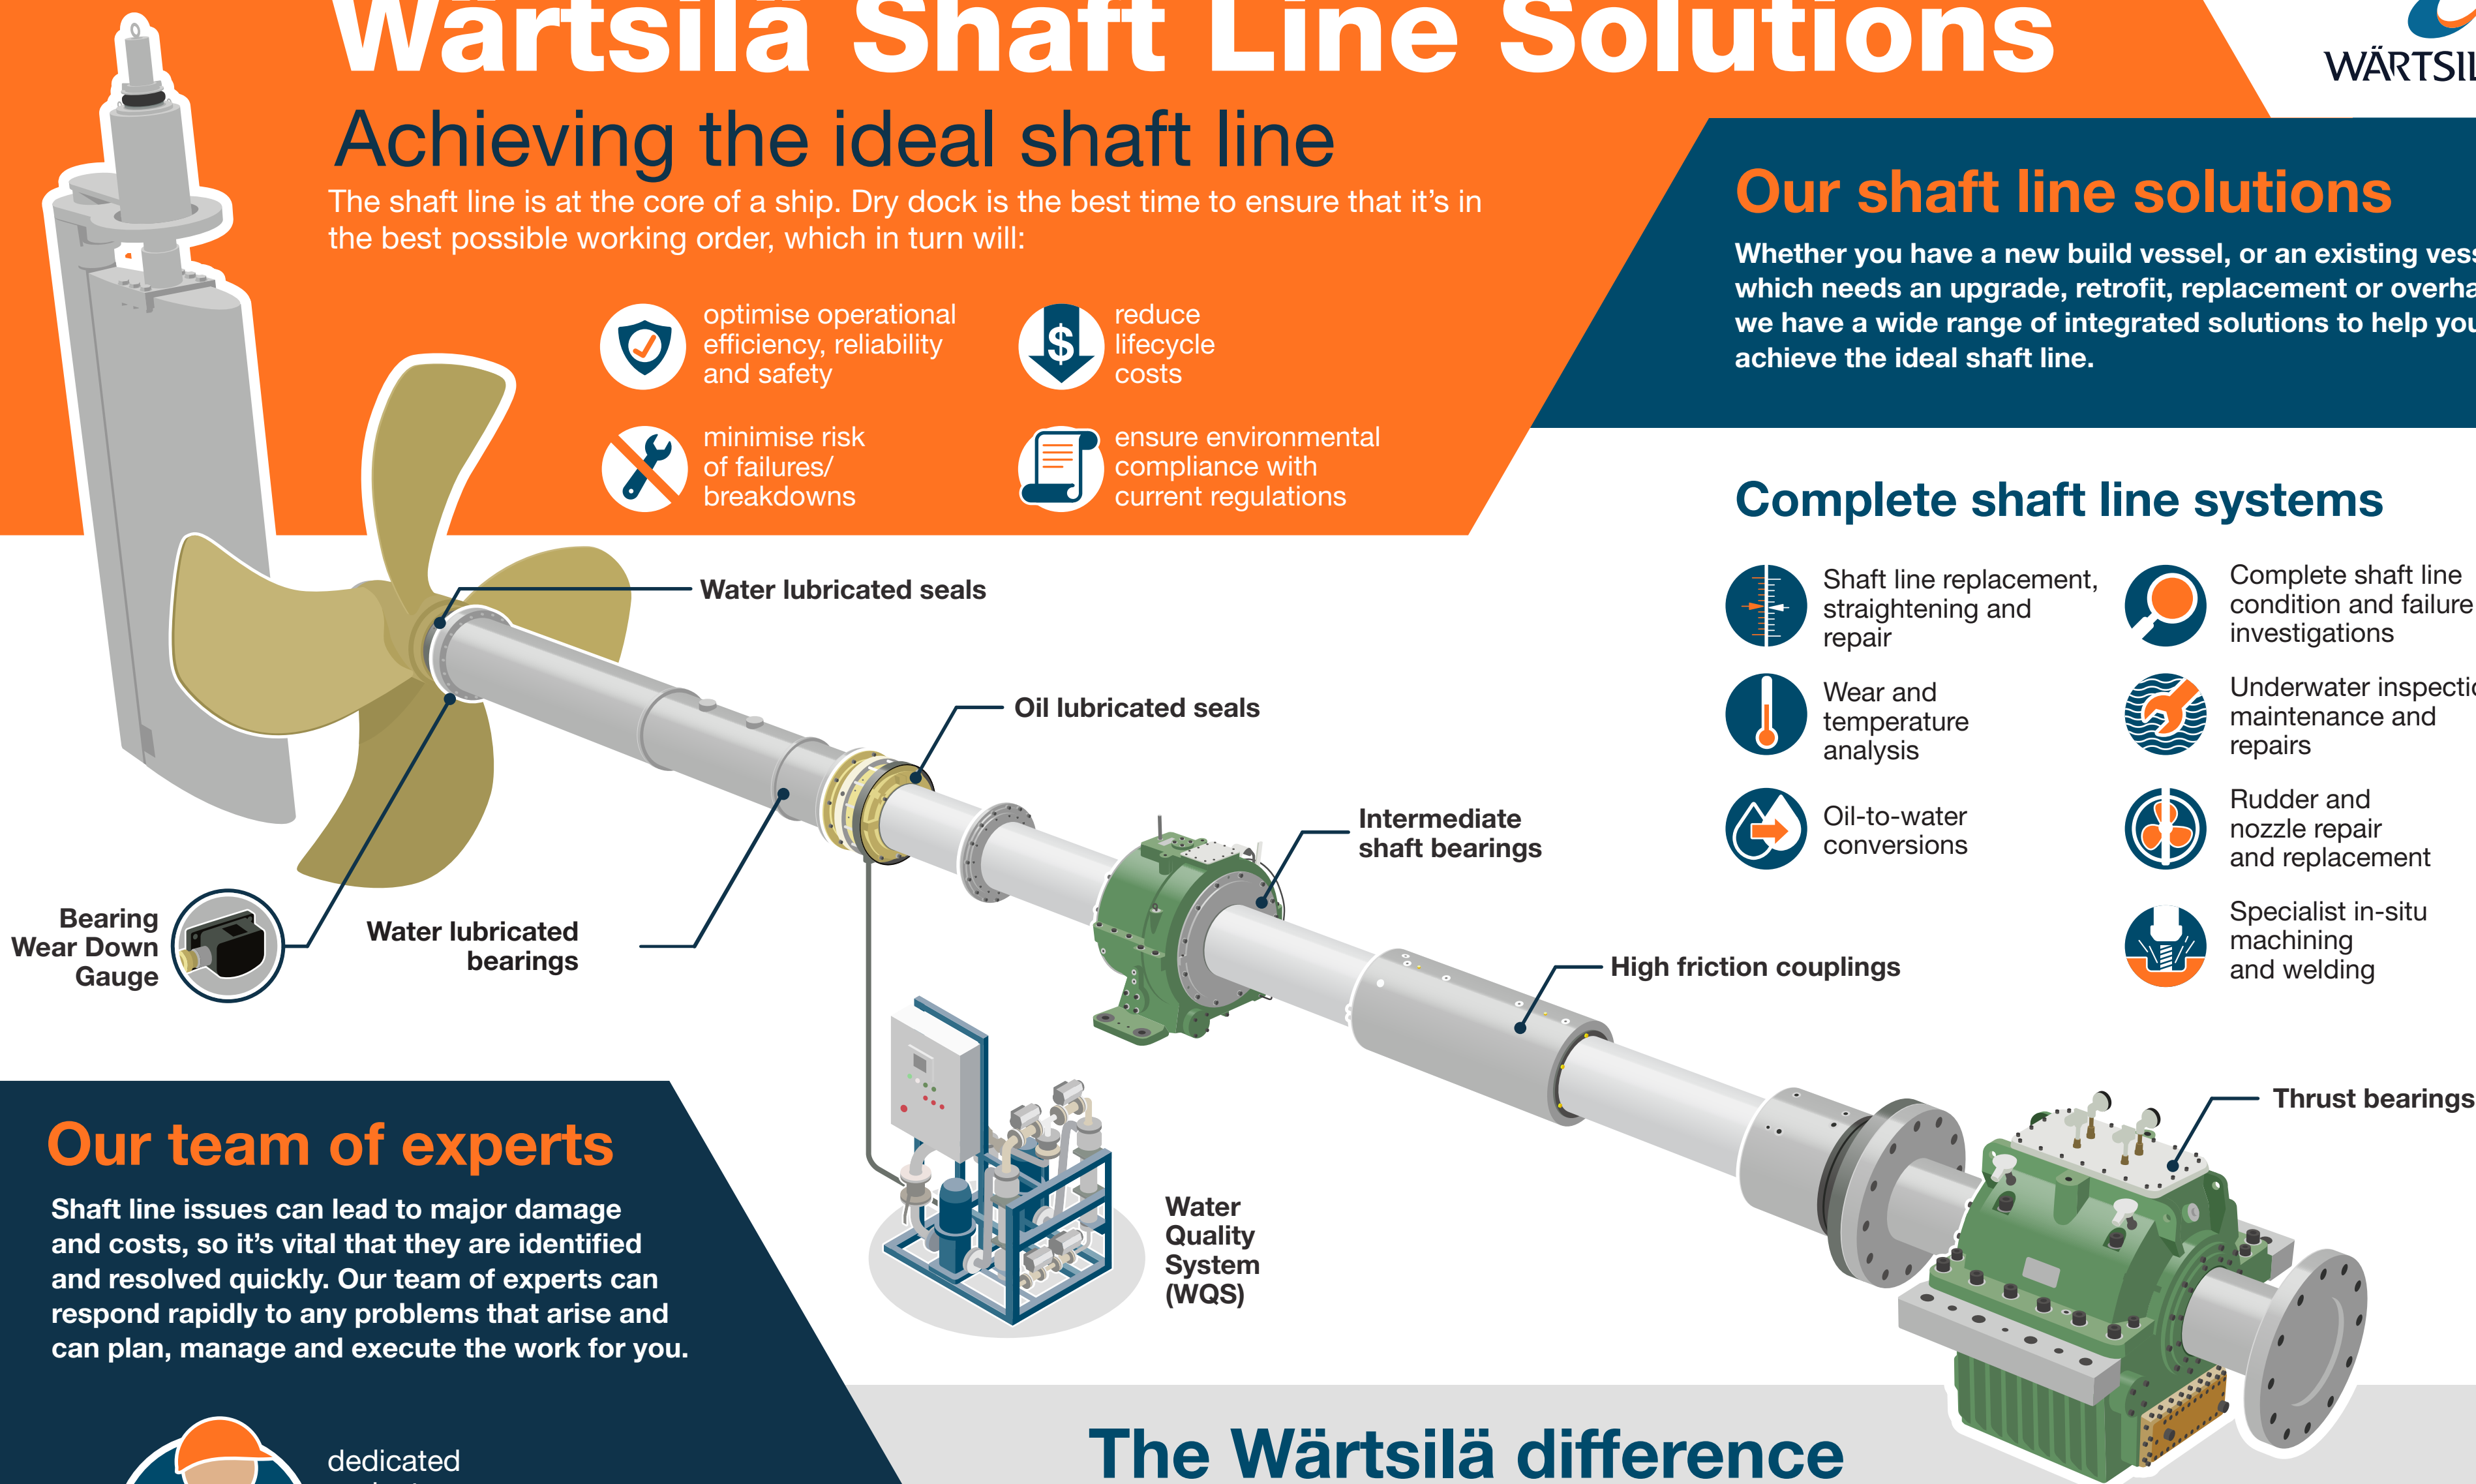 Wärtsilä Shaft Line Solutions
Achieving the ideal shaft line
The shaft line is at the core of a ship. Dry dock is the best time to ensure that it's in
the best possible working order, which in turn will:
optimise operational
efficiency, reliability
and safety
$
reduce
lifecycle
costs
minimise risk
of failures/
breakdowns
ensure environmental
compliance with
current regulations
Our shaft line solutions
Whether you have a new build vessel, or an existing
which needs an upgrade, retrofit, replacement or
we have a wide range of integrated solutions to help you
achieve the ideal shaft line.
Complete shaft line systems
Shaft line replacement,
straightening and
repair
Wear and
temperature
analysis
Oil-to-water
conversions
Complete shaft line
condition and failure
investigations
Underwater
maintenance and
repairs
Rudder and
nozzle repair
and replacement
Specialist in-situ
machining
and welding
Water lubricated seals
Oil lubricated seals
Intermediate
shaft bearings
High friction couplings
Thrust bearings
Bearing
Wear Down
Gauge
Water lubricated
bearings
Water
Quality
System
(WQS)
Our team of experts
Shaft line issues can lead to major damage
and costs, so it's vital that they are identified
and resolved quickly. Our team of experts can
respond rapidly to any problems that arise and
can plan, manage and execute the work for you.
dedicated
The Wärtsilä difference